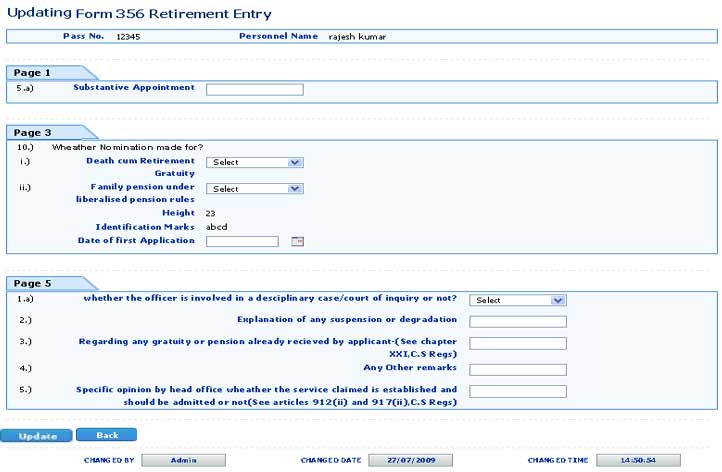 Updating Form 356 Retirement Entry
Pass No. 12345 Personnel Name rajesh kumar
Page 1
5.a) Substantive Appointment
Page 3
10.) Wheather Nomination made for?
i.) Death cum Retirement Select
Gratuity
ii.) Family pension under Select
liberalised pension rules
Height 23
Identification Marks abcd
Date of first Application
Page 5
1.a) whether the officer is involved in a desciplinary case/court of inquiry or not? Select
2.) Explanation of any suspension or degradation
3.) Regarding any gratuity or pension already recieved by applicant-(See chapter
XXI,C.S Regs)
4.) Any Other remarks
5.) Specific opinion by head office wheather the service claimed is established and
should be admitted or not(See articles 912(ii) and 917(ii),C.S Regs)
Update Back
CHANGED BY Admin CHANGED DATE 27/07/2009 CHANGED TIME 14:50:54